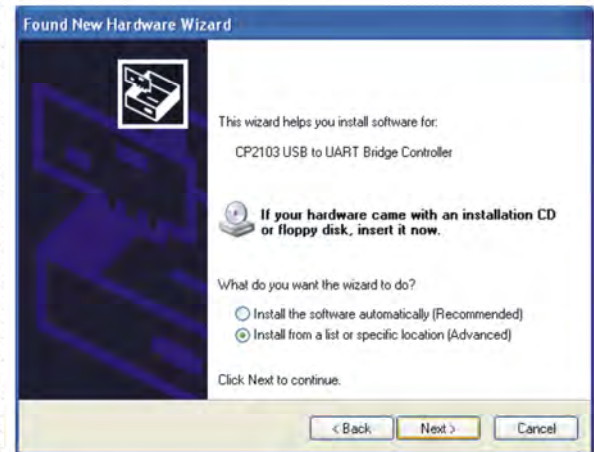 Found New Hardware Wizard
This wizard helps you install software for:
CP2103 USB to UART Bridge Controller
If your hardware came with an installation CD
or floppy disk, insert it now.
What do you want the wizard to do?
Install the software automatically (Recommended)
Install from a list or specific location (Advanced)
Click Next to continue.
< Back Next > Cancel